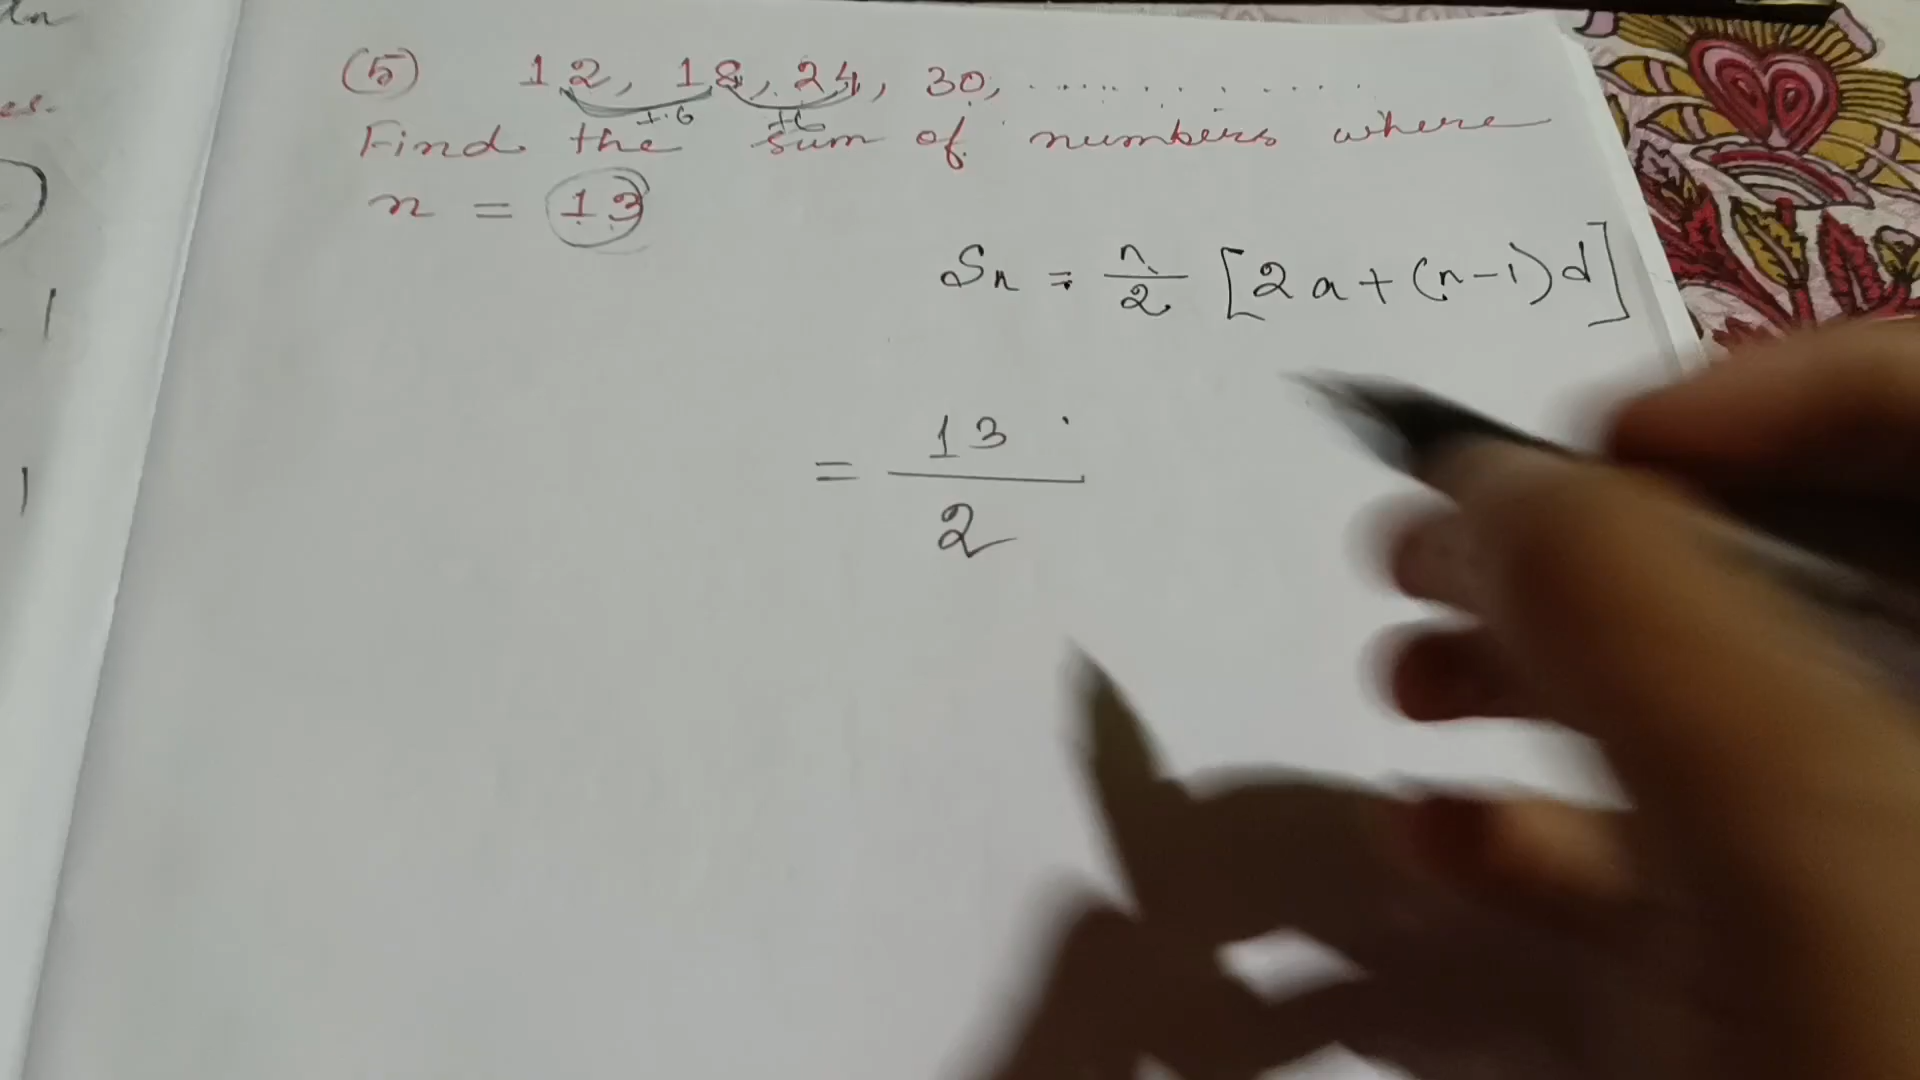 (5) 12, 18, 24, 30, ..............
+6 +6
Find the sum of numbers where
n = 13
Sn = n/2 [2a+(n-1)d]
= 13/2